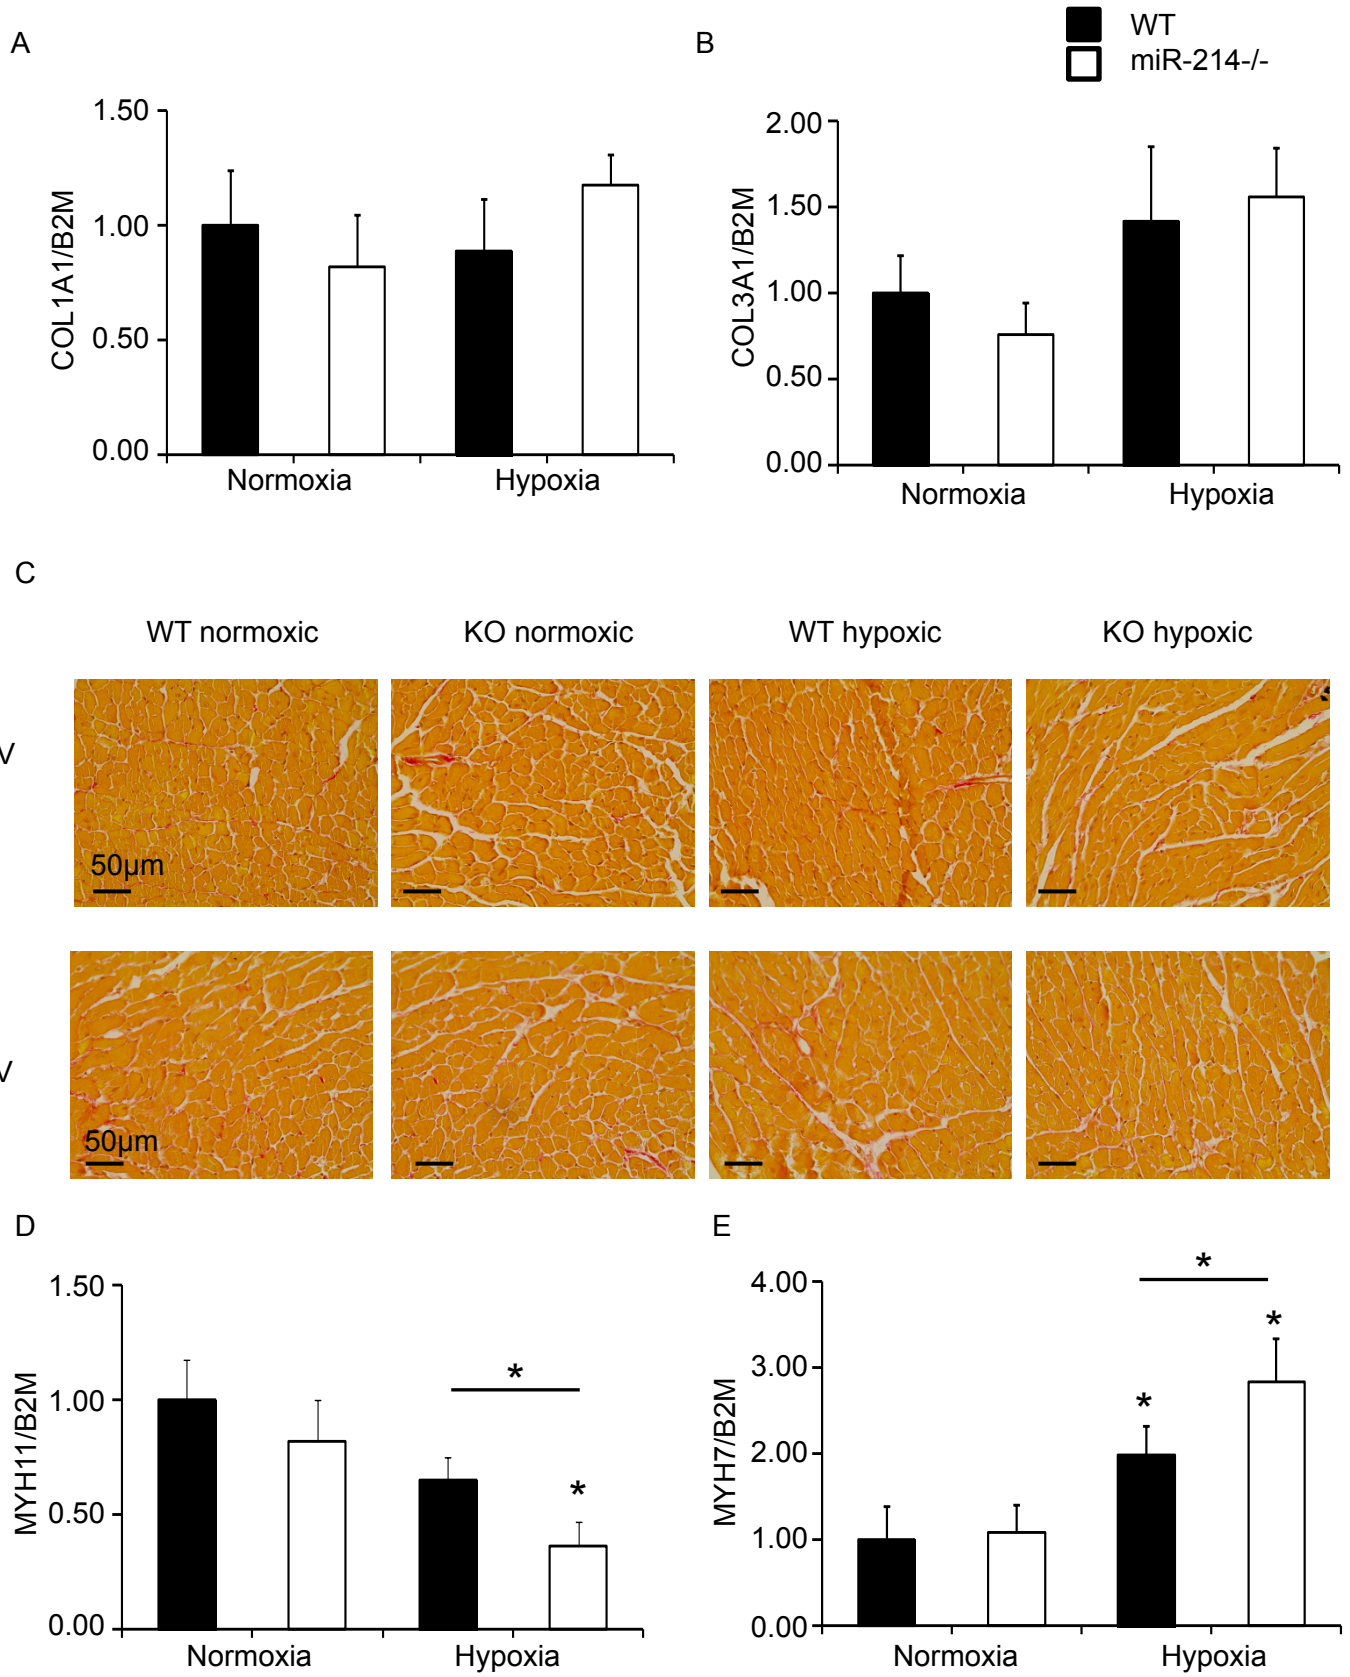 A
B
WT
miR-214-/-
1.50
1.00
0.50
0.00
COL1A1/B2M
Normoxia
Hypoxia
2.00
1.50
1.00
0.50
0.00
COL3A1/B2M
Normoxia
Hypoxia
C
WT normoxic
KO normoxic
WT hypoxic
KO hypoxic
V
50µm
V
50µm
D
E
1.50
1.00
0.50
0.00
MYH11/B2M
*
*
Normoxia
Hypoxia
4.00
3.00
2.00
1.00
0.00
MYH7/B2M
*
*
*
Normoxia
Hypoxia